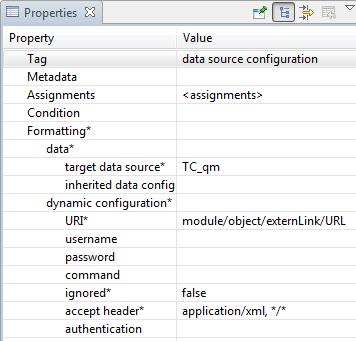 Properties
Property Value
Tag data source configuration
Metadata
Assignments <assignments>
Condition
Formatting*
data*
target data source* TC_qm
inherited data config
dynamic configuration*
URI* module/object/externLink/URL
username
password
command
ignored* false
accept header* application/xml, */*
authentication